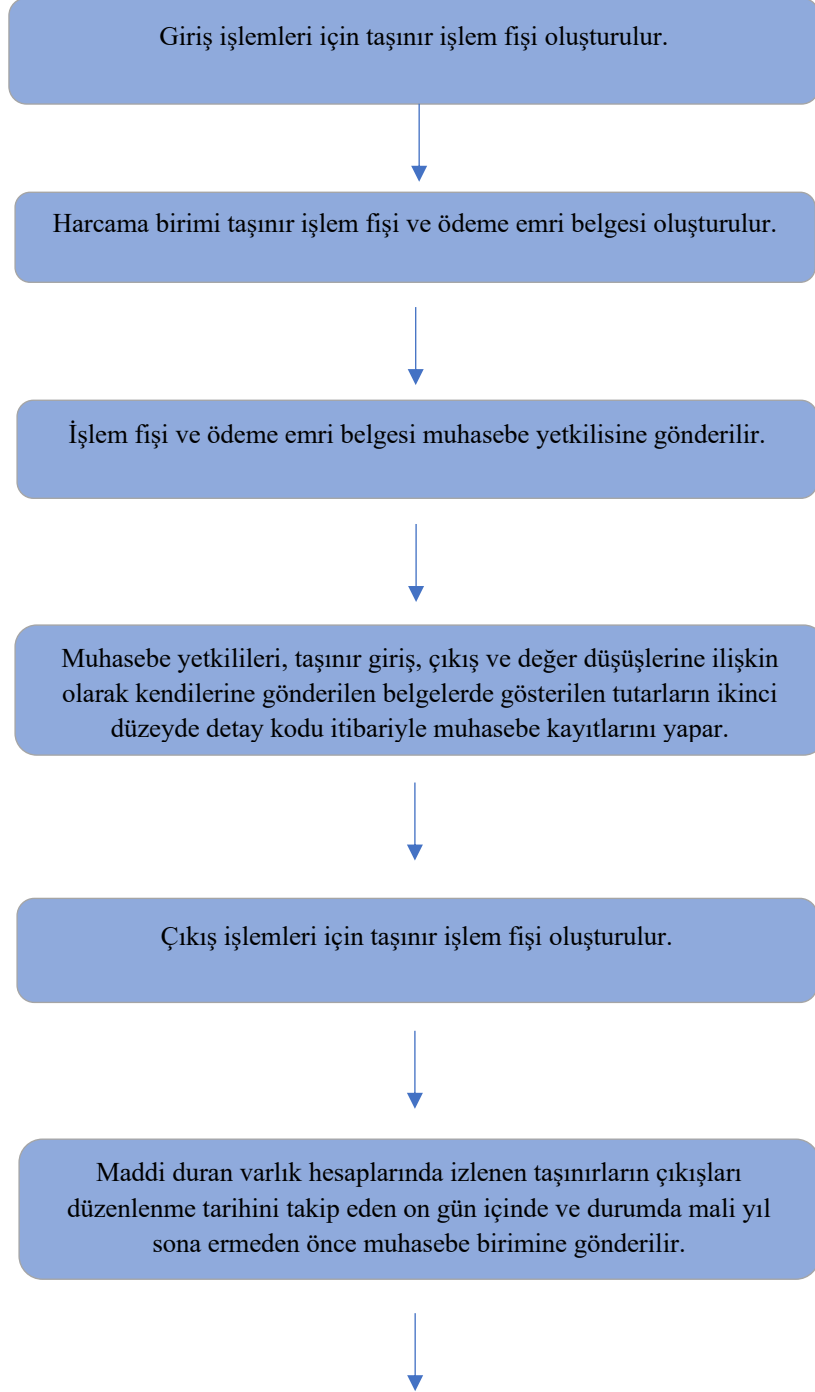 Giriş işlemleri için taşınır işlem fişi oluşturulur.
Harcama birimi taşınır işlem fişi ve ödeme emri belgesi oluşturulur.
İşlem fişi ve ödeme emri belgesi muhasebe yetkilisine gönderilir.
Muhasebe yetkilileri, taşınır giriş, çıkış ve değer düşüşlerine ilişkin
olarak kendilerine gönderilen belgelerde gösterilen tutarların ikinci
düzeyde detay kodu itibariyle muhasebe kayıtlarını yapar.
Çıkış işlemleri için taşınır işlem fişi oluşturulur.
Maddi duran varlık hesaplarında izlenen taşınırların çıkışları
düzenlenme tarihini takip eden on gün içinde ve durumda mali yıl
sona ermeden önce muhasebe birimine gönderilir.